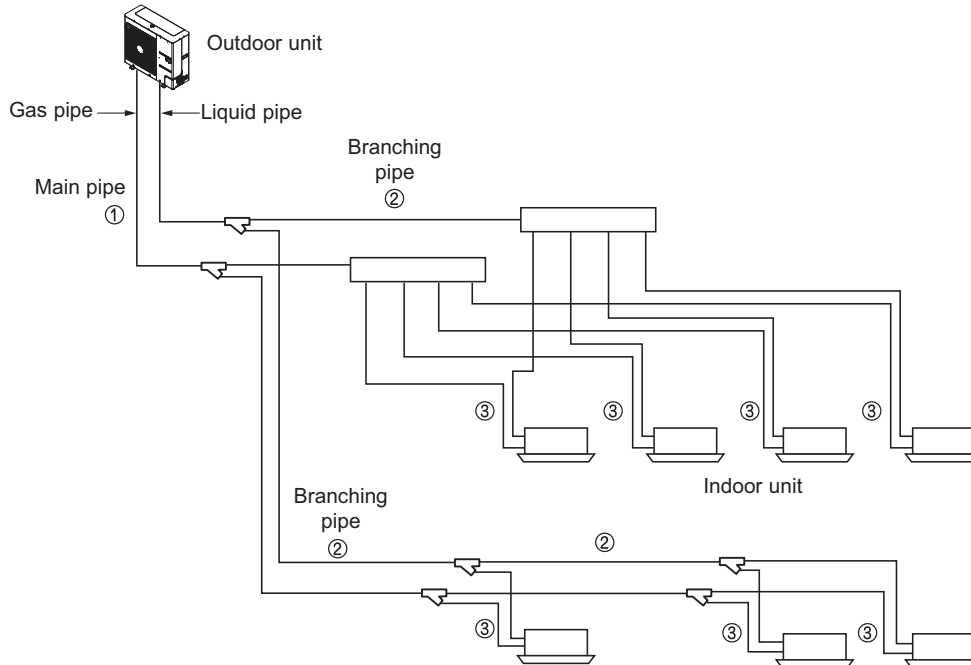 Outdoor unit
Gas pipe
Liquid pipe
Branching
pipe
②
Main pipe
①
③
③
③
③
Indoor unit
Branching
pipe
②
②
③
③
③